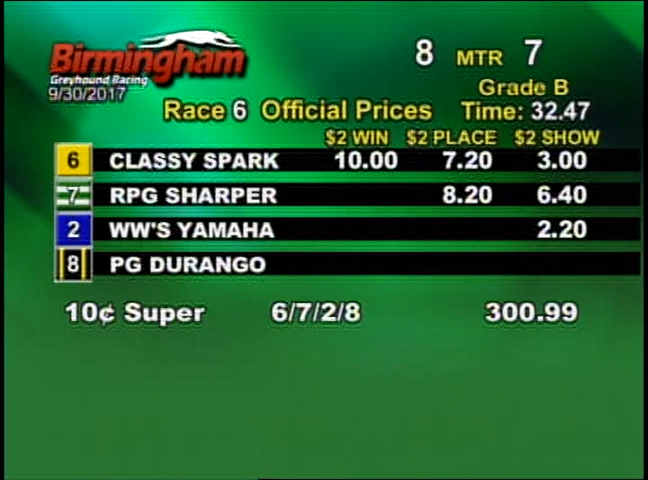 Birmingham
Greyhound Racing
9/30/2017
8 MTR 7
Grade B
Race 6 Official Prices Time: 32.47
$2 WIN $2 PLACE $2 SHOW
6 CLASSY SPARK 10.00 7.20 3.00
7 RPG SHARPER 8.20 6.40
2 WW'S YAMAHA 2.20
8 PG DURANGO
10¢ Super 6/7/2/8 300.99